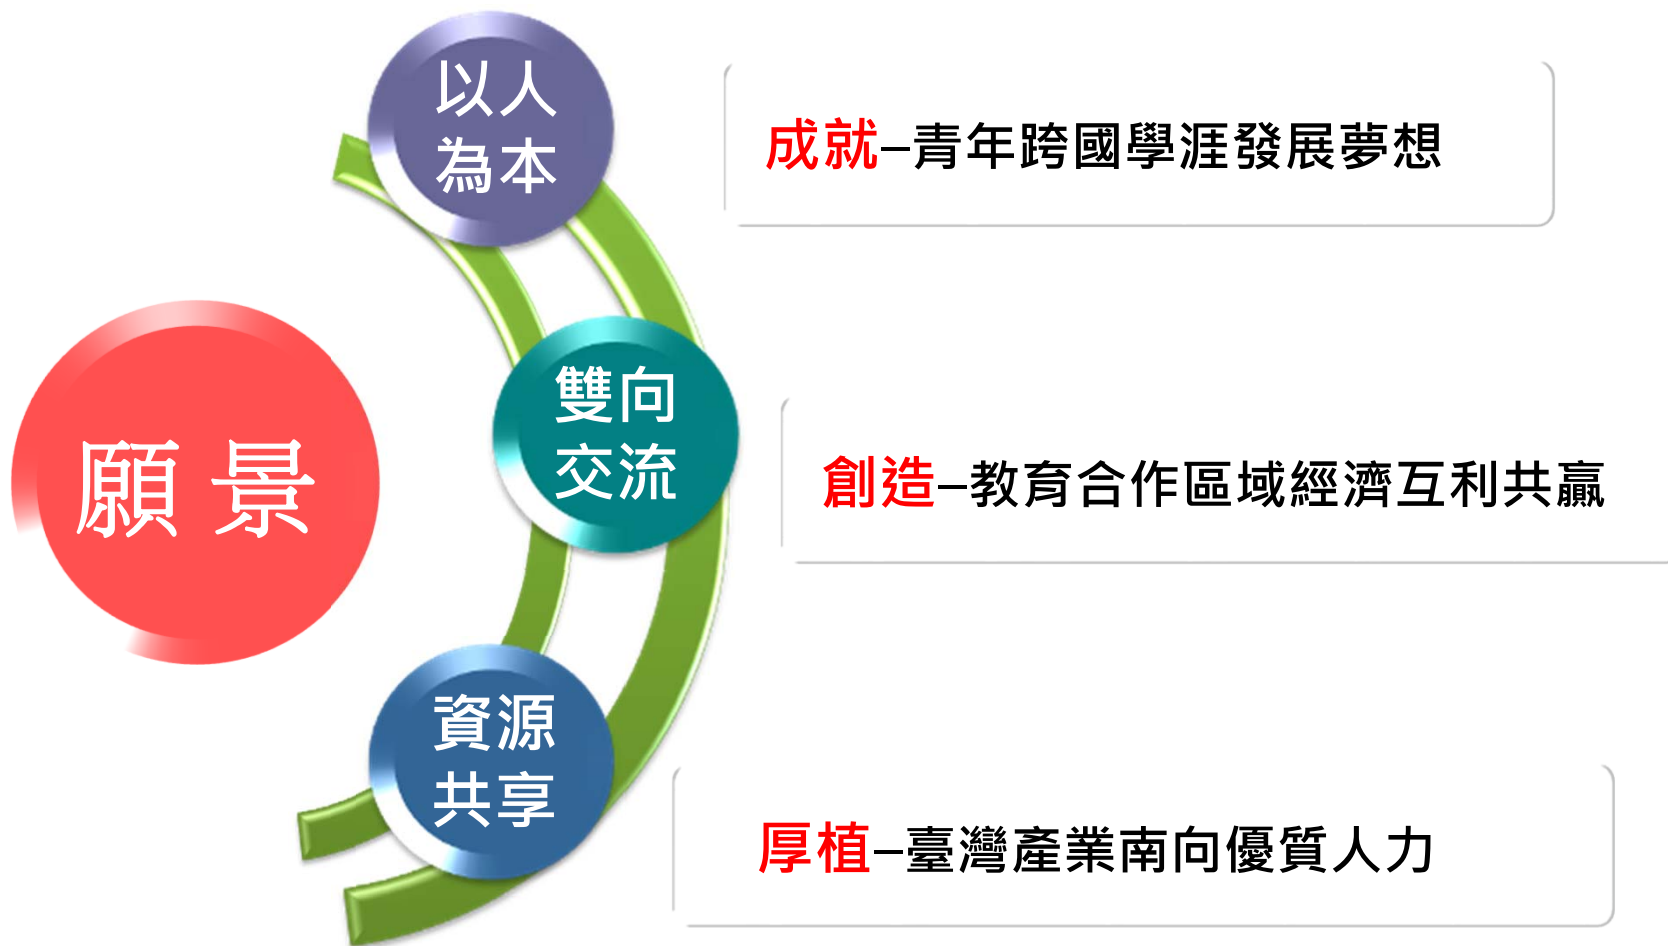 願景
以人
為本
成就–青年跨國學涯發展夢想
雙向
交流
創造–教育合作區域經濟互利共贏
資源
共享
厚植–臺灣產業南向優質人力